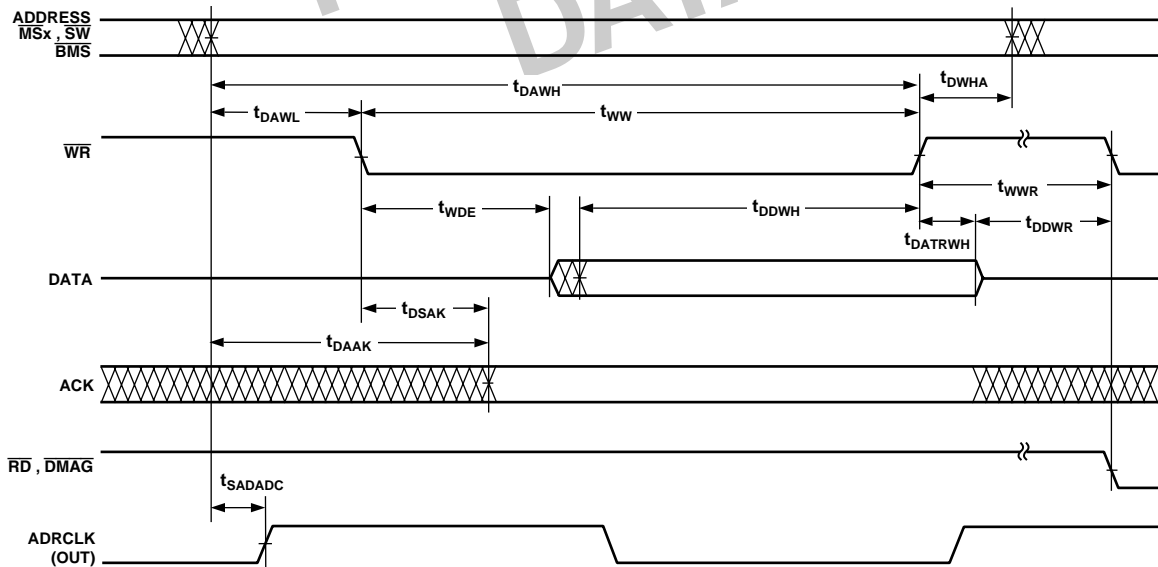 DATA
ADDRESS
MSx , SW
BMS
tDAWH
tDWHA
tDAWL
tWW
WR
tWWR
tWDE
tDDWH
tDATRWH
tDDWR
DATA
tDSAK
tDAAK
ACK
RD , DMAG
tSADADC
ADRCLK
(OUT)